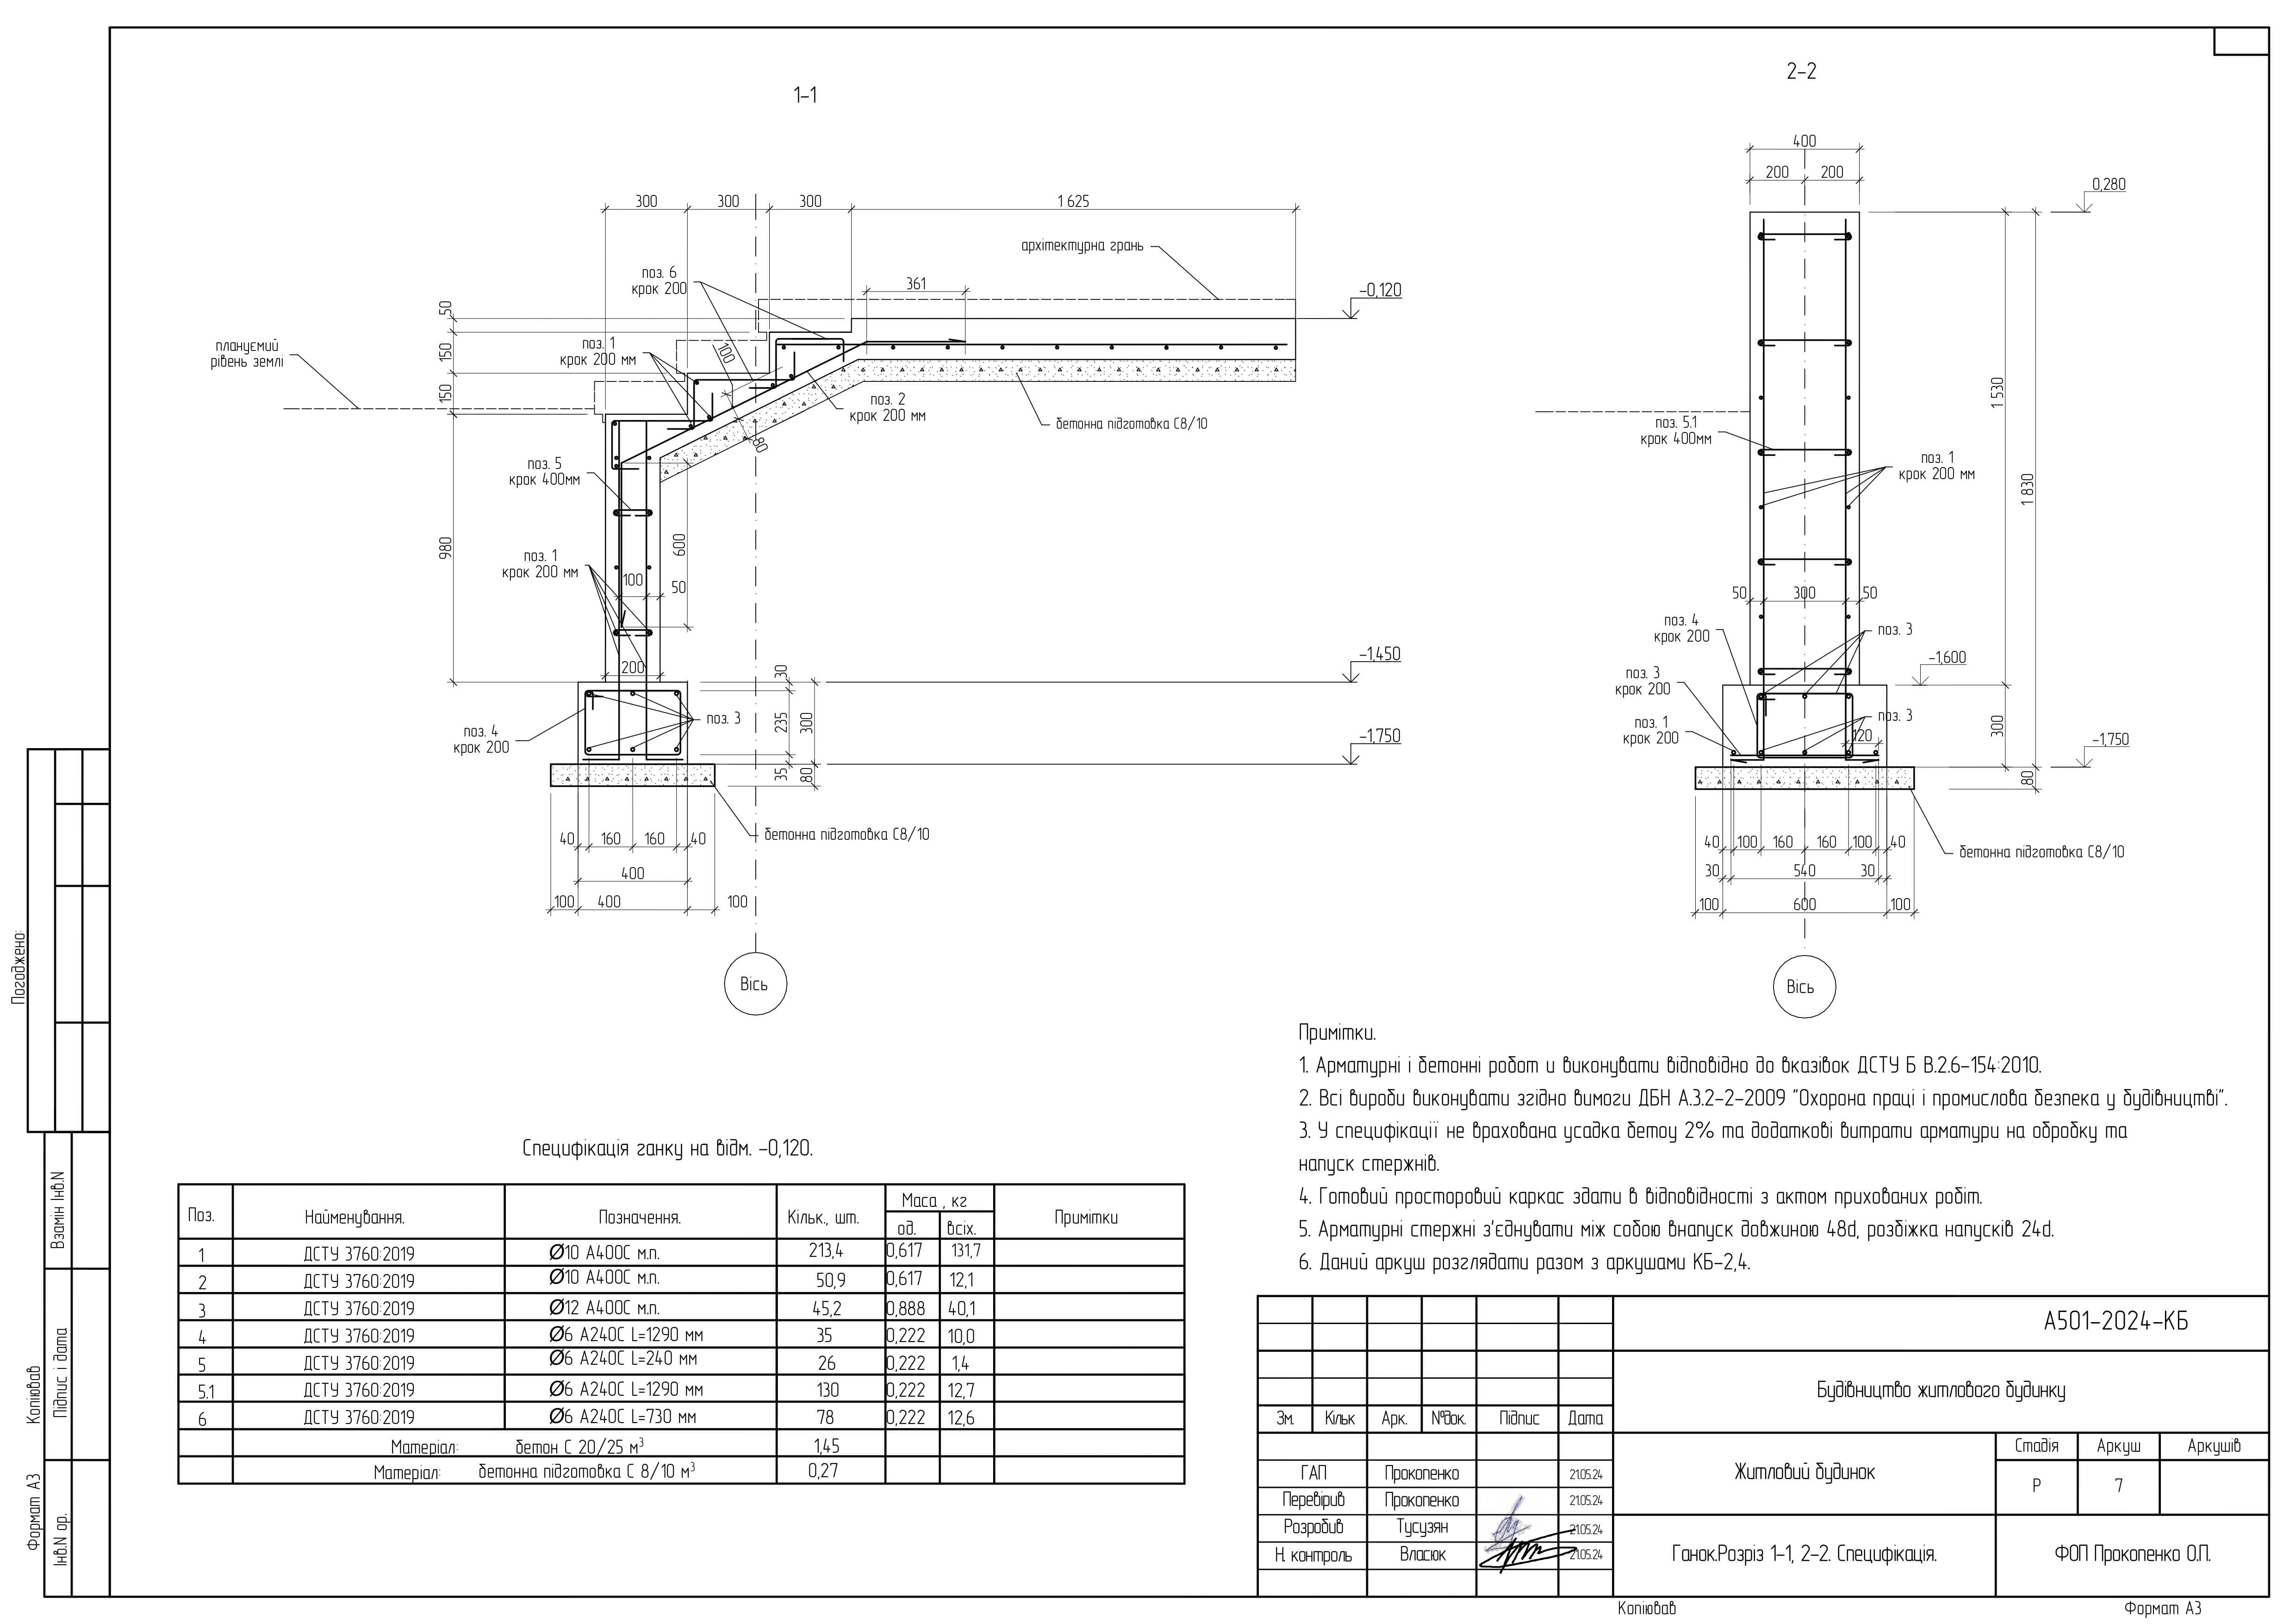 1-1
2-2
300
300
300
1 625
архітектурна грань
поз. 6
крок 200
361
-0,120
50
150
150
980
плануємий
рівень землі
поз. 1
крок 200 мм
100
поз. 2
крок 200 мм
80
бетонна підготовка С8/10
поз. 5
крок 400мм
600
поз. 1
крок 200 мм
100
50
200
-1,450
30
235
300
поз. 3
поз. 4
крок 200
-1,750
35
80
бетонна підготовка С8/10
40
160
160
40
400
100
400
100
Вісь
400
200
200
0,280
1 530
1 830
поз. 5.1
крок 400мм
поз. 1
крок 200 мм
50
300
50
поз. 4
крок 200
поз. 3
-1,600
поз. 3
крок 200
поз. 1
крок 200
поз. 3
120
300
-1,750
80
40
100
160
160
100
40
30
540
30
100
600
100
бетонна підготовка С8/10
Вісь
Примітки.
1. Арматурні і бетонні робот и виконувати відповідно до вказівок ДСТУ Б В.2.6-154:2010.
2. Всі вироби виконувати згідно вимоги ДБН А.3.2-2-2009 "Охорона праці і промислова безпека у будівництві".
3. У специфікації не врахована усадка бетоу 2% та додаткові витрати арматури на обробку та
напуск стержнів.
4. Готовий просторовий каркас здати в відповідності з актом прихованих робіт.
5. Арматурні стержні з'єднувати між собою внапуск довжиною 48d, розбіжка напусків 24d.
6. Даний аркуш розглядати разом з аркушами КБ-2,4.
Специфікація ганку на відм. -0,120.
Поз. Найменування. Позначення. Кільк., шт. Маса , кг Примітки
од. всіх.
1 ДСТУ 3760:2019 Ø10 А400С м.п. 213,4 0,617 131,7
2 ДСТУ 3760:2019 Ø10 А400С м.п. 50,9 0,617 12,1
3 ДСТУ 3760:2019 Ø12 А400С м.п. 45,2 0,888 40,1
4 ДСТУ 3760:2019 Ø6 А240С L=1290 мм 35 0,222 10,0
5 ДСТУ 3760:2019 Ø6 А240С L=240 мм 26 0,222 1,4
5.1 ДСТУ 3760:2019 Ø6 А240С L=1290 мм 130 0,222 12,7
6 ДСТУ 3760:2019 Ø6 А240С L=730 мм 78 0,222 12,6
Матеріал: бетон С 20/25 м³ 1,45
Матеріал: бетонна підготовка С 8/10 м³ 0,27
А501-2024-КБ
Будівництво житлового будинку
Зм. Кільк Арк. №док. Підпис Дата
Житловий будинок
Стадія Аркуш Аркушів
Р 7
ГАП Прокопенко 21.05.24
Перевірив Прокопенко 21.05.24
Розробив Тусузян 21.05.24
Н. контроль Власюк 21.05.24
Ганок.Розріз 1-1, 2-2. Специфікація.
ФОП Прокопенко О.П.
Копіював
Формат А3
Погоджено:
Взамін Інв.N
Підпис і дата
Інв.N ор.
Копіював
Формат А3